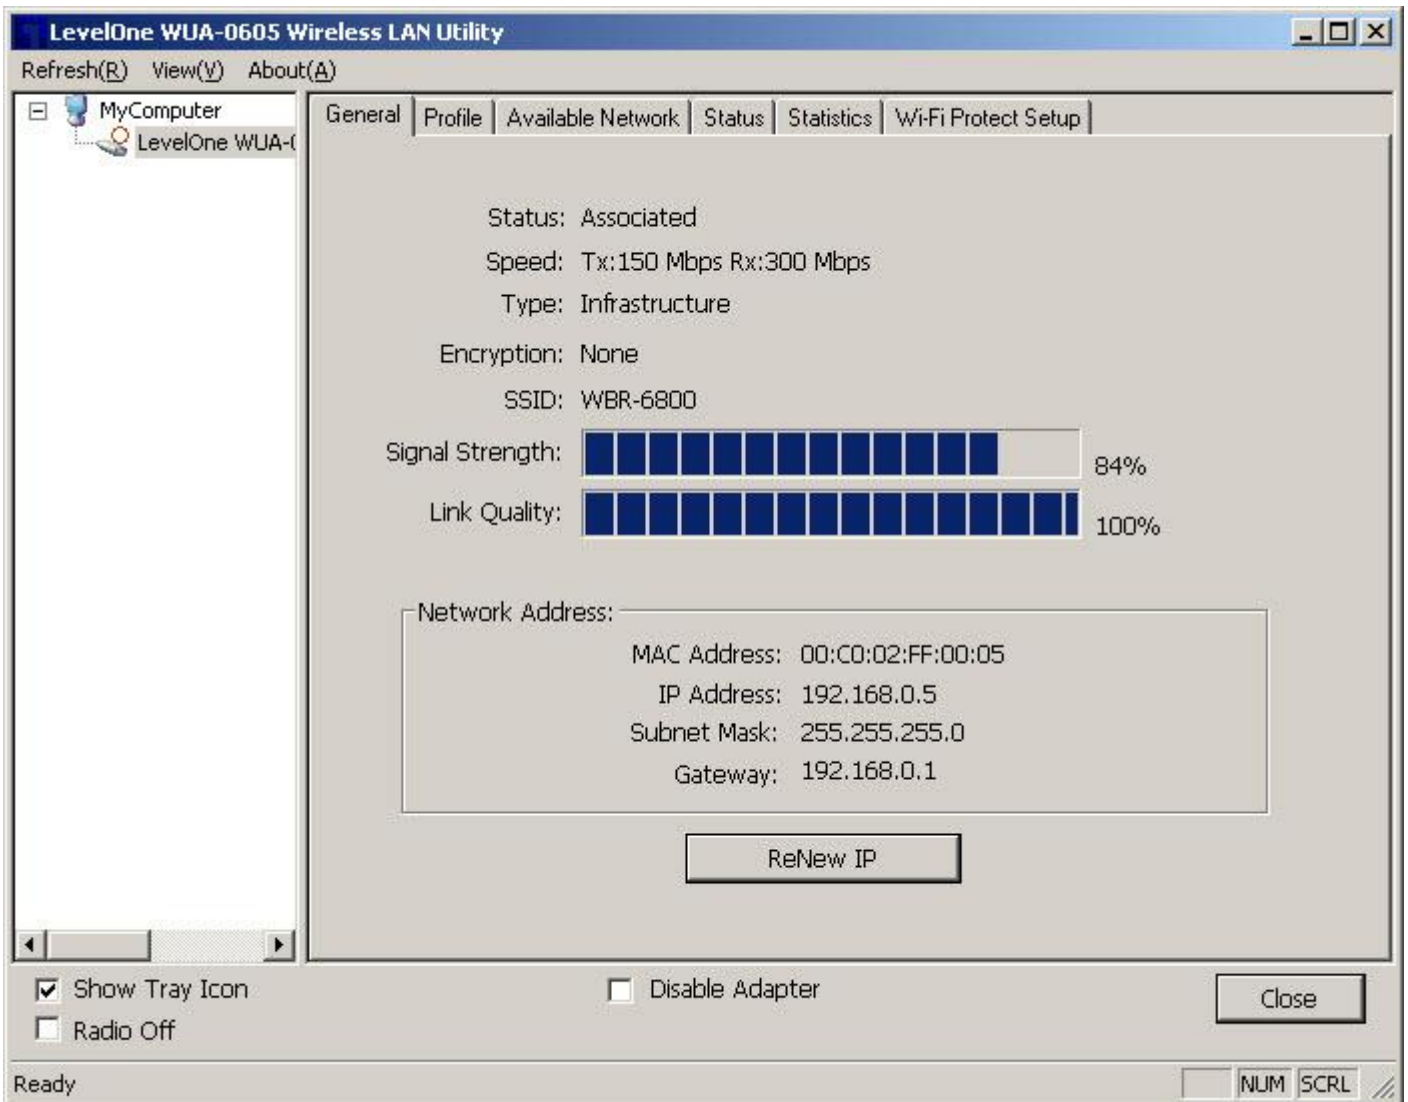 LevelOne WUA-0605 Wireless LAN Utility
Refresh(R) View(V) About(A)
MyComputer
LevelOne WUA-0
General Profile Available Network Status Statistics Wi-Fi Protect Setup
Status: Associated
Speed: Tx:150 Mbps Rx:300 Mbps
Type: Infrastructure
Encryption: None
SSID: WBR-6800
Signal Strength: 84%
Link Quality: 100%
Network Address:
MAC Address: 00:C0:02:FF:00:05
IP Address: 192.168.0.5
Subnet Mask: 255.255.255.0
Gateway: 192.168.0.1
ReNew IP
Show Tray Icon Disable Adapter Close
Radio Off
Ready NUM SCRL